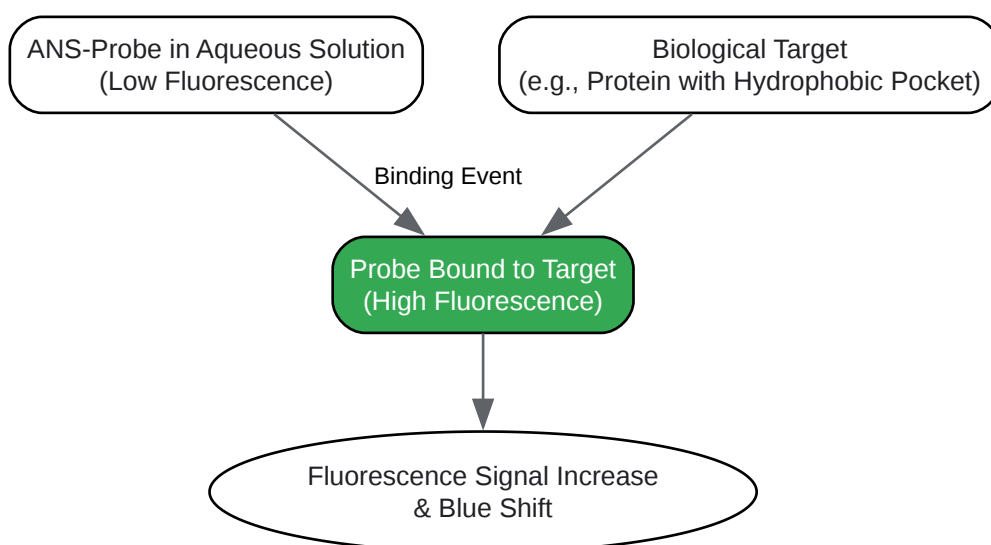 ANS-Probe in Aqueous Solution
(Low Fluorescence)
Biological Target
(e.g., Protein with Hydrophobic Pocket)
Binding Event
Probe Bound to Target
(High Fluorescence)
Fluorescence Signal Increase
& Blue Shift